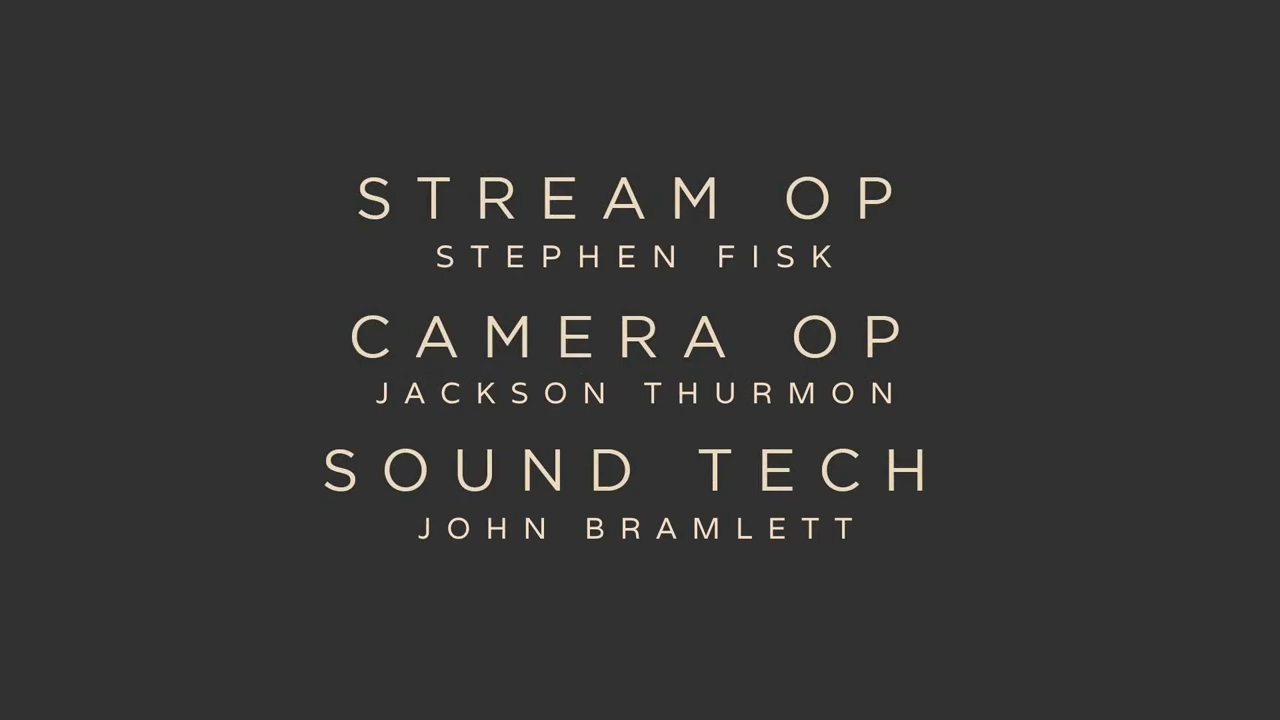 STREAM OP
STEPHEN FISK
CAMERA OP
JACKSON THURMON
SOUND TECH
JOHN BRAMLETT